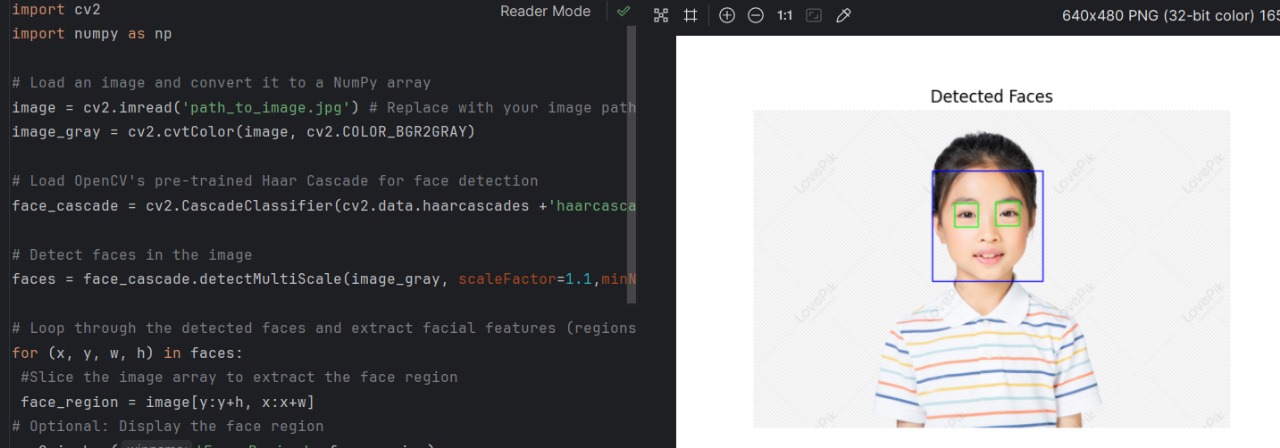 import cv2
import numpy as np
# Load an image and convert it to a NumPy array
image = cv2.imread('path_to_image.jpg') # Replace with your image path
image_gray = cv2.cvtColor(image, cv2.COLOR_BGR2GRAY)
# Load OpenCV's pre-trained Haar Cascade for face detection
face_cascade = cv2.CascadeClassifier(cv2.data.haarcascades +'haarcasca
# Detect faces in the image
faces = face_cascade.detectMultiScale(image_gray, scaleFactor=1.1,minN
# Loop through the detected faces and extract facial features (regions
for (x, y, w, h) in faces:
#Slice the image array to extract the face region
face_region = image[y:y+h, x:x+w]
# Optional: Display the face region
Reader Mode
1:1
640x480 PNG (32-bit color) 165
Detected Faces
LovePik
LovePik
LovePik
LovePik
LovePik
LovePik
LovePik